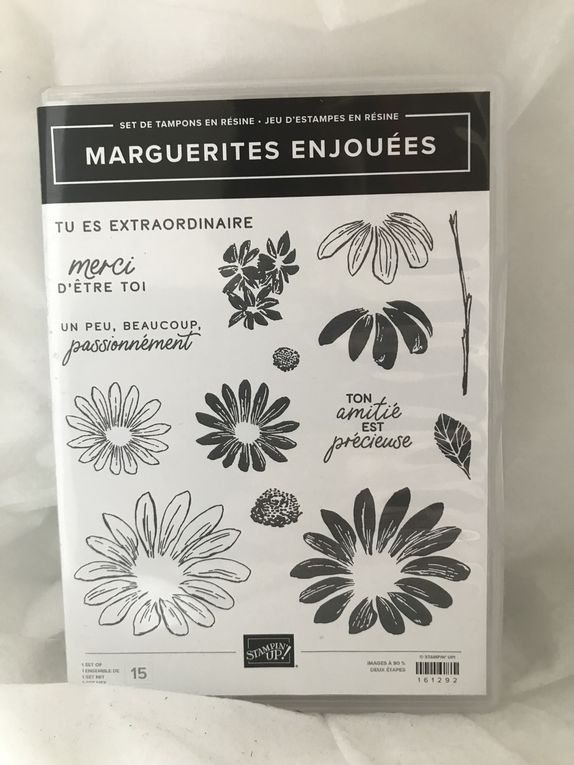 SET DE TAMPONS EN RÉSINE • JEU D'ESTAMPES EN RÉSINE
MARGUERITES ENJOUÉES
TU ES EXTRAORDINAIRE
merci
D'ÊTRE TOI
UN PEU, BEAUCOUP,
passionnément
TON
amitié
EST
précieuse
STAMPIN'
UP!®
1 SET OF
1 ENSEMBLE DE
1 SET MIT
15
IMAGES À 90 %
DEUX ÉTAPES
© STAMPIN' UP!
161292